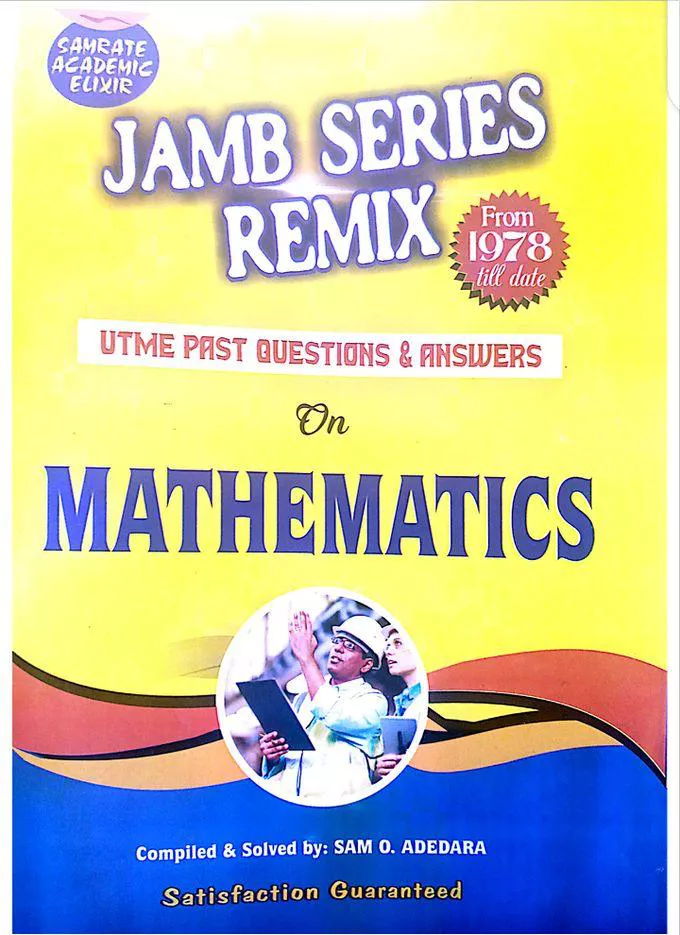 SAMRATE
ACADEMIC
ELIXIR
JAMB SERIES
REMIX
From
1978
till date
UTME PAST QUESTIONS & ANSWERS
On
MATHEMATICS
Compiled & Solved by: SAM O. ADEDARA
Satisfaction Guaranteed